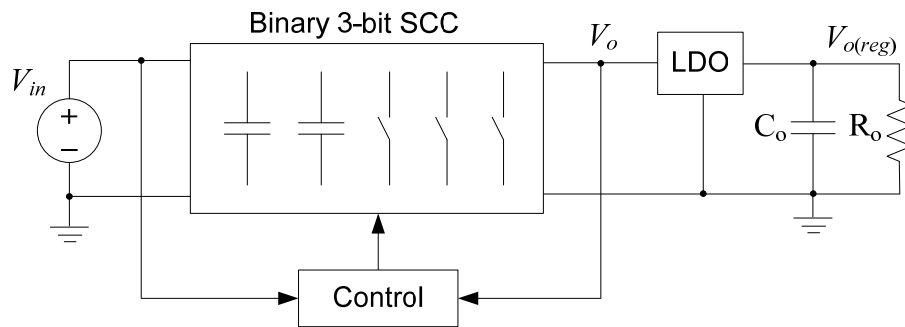 Binary 3-bit SCC
V_in
+
−
V_o
LDO
V_o(reg)
C_o
R_o
Control